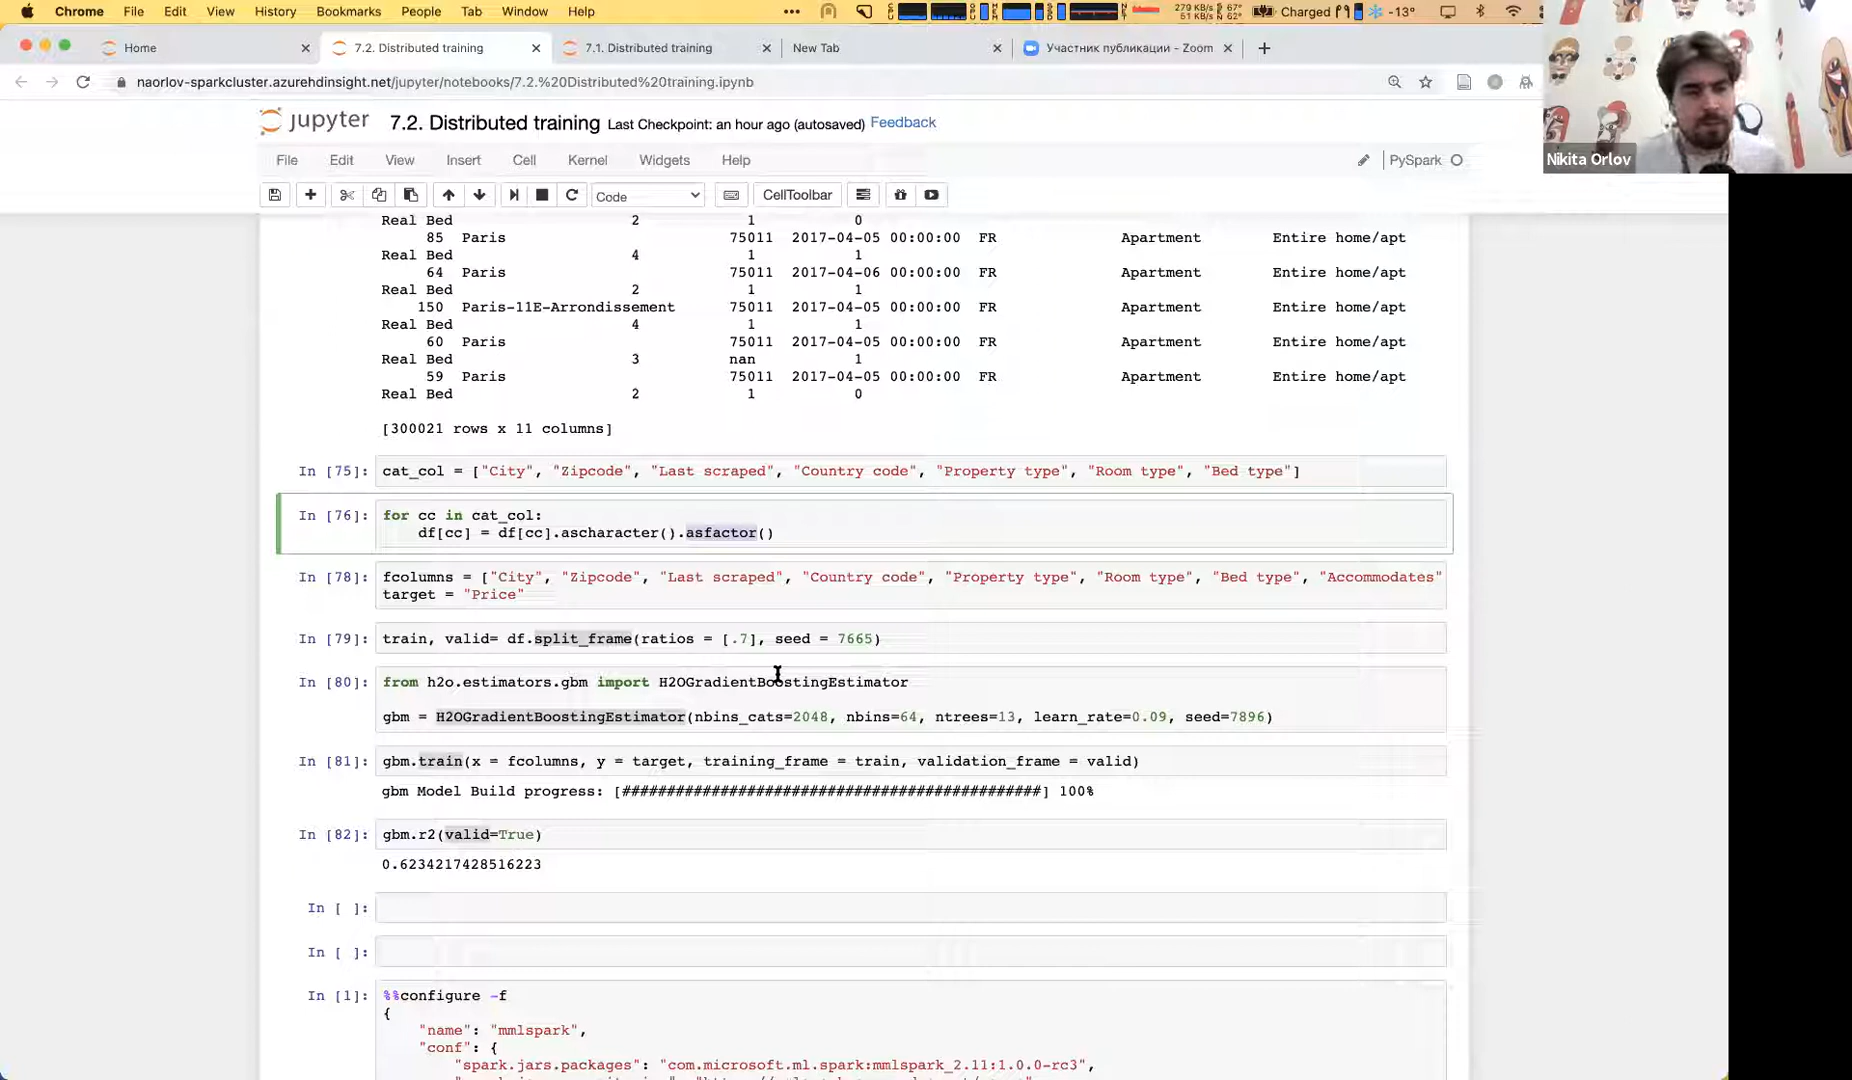 Chrome File Edit View History Bookmarks People Tab Window Help
279 KB/s 67°
51 KB/s 62°
Charged
-13°
Home
7.2. Distributed training
7.1. Distributed training
New Tab
Участник публикации - Zoom
naorlov-sparkcluster.azurehdinsight.net/jupyter/notebooks/7.2.%20Distributed%20training.ipynb
Nikita Orlov
jupyter 7.2. Distributed training Last Checkpoint: an hour ago (autosaved) Feedback
File Edit View Insert Cell Kernel Widgets Help PySpark
Code CellToolbar
Real Bed 2 1 0
85 Paris 75011 2017-04-05 00:00:00 FR Apartment Entire home/apt
Real Bed 4 1 1
64 Paris 75011 2017-04-06 00:00:00 FR Apartment Entire home/apt
Real Bed 2 1 1
150 Paris-11E-Arrondissement 75011 2017-04-05 00:00:00 FR Apartment Entire home/apt
Real Bed 4 1 1
60 Paris 75011 2017-04-05 00:00:00 FR Apartment Entire home/apt
Real Bed 3 nan 1
59 Paris 75011 2017-04-05 00:00:00 FR Apartment Entire home/apt
Real Bed 2 1 0
[300021 rows x 11 columns]
In [75]: cat_col = ["City", "Zipcode", "Last scraped", "Country code", "Property type", "Room type", "Bed type"]
In [76]: for cc in cat_col:
df[cc] = df[cc].ascharacter().asfactor()
In [78]: fcolumns = ["City", "Zipcode", "Last scraped", "Country code", "Property type", "Room type", "Bed type", "Accommodates"
target = "Price"
In [79]: train, valid= df.split_frame(ratios = [.7], seed = 7665)
In [80]: from h2o.estimators.gbm import H2OGradientBoostingEstimator
gbm = H2OGradientBoostingEstimator(nbins_cats=2048, nbins=64, ntrees=13, learn_rate=0.09, seed=7896)
In [81]: gbm.train(x = fcolumns, y = target, training_frame = train, validation_frame = valid)
gbm Model Build progress: [###############################################] 100%
In [82]: gbm.r2(valid=True)
0.6234217428516223
In [ ]:
In [ ]:
In [1]: %%configure -f
{
"name": "mmlspark",
"conf": {
"spark.jars.packages": "com.microsoft.ml.spark:mmlspark_2.11:1.0.0-rc3",